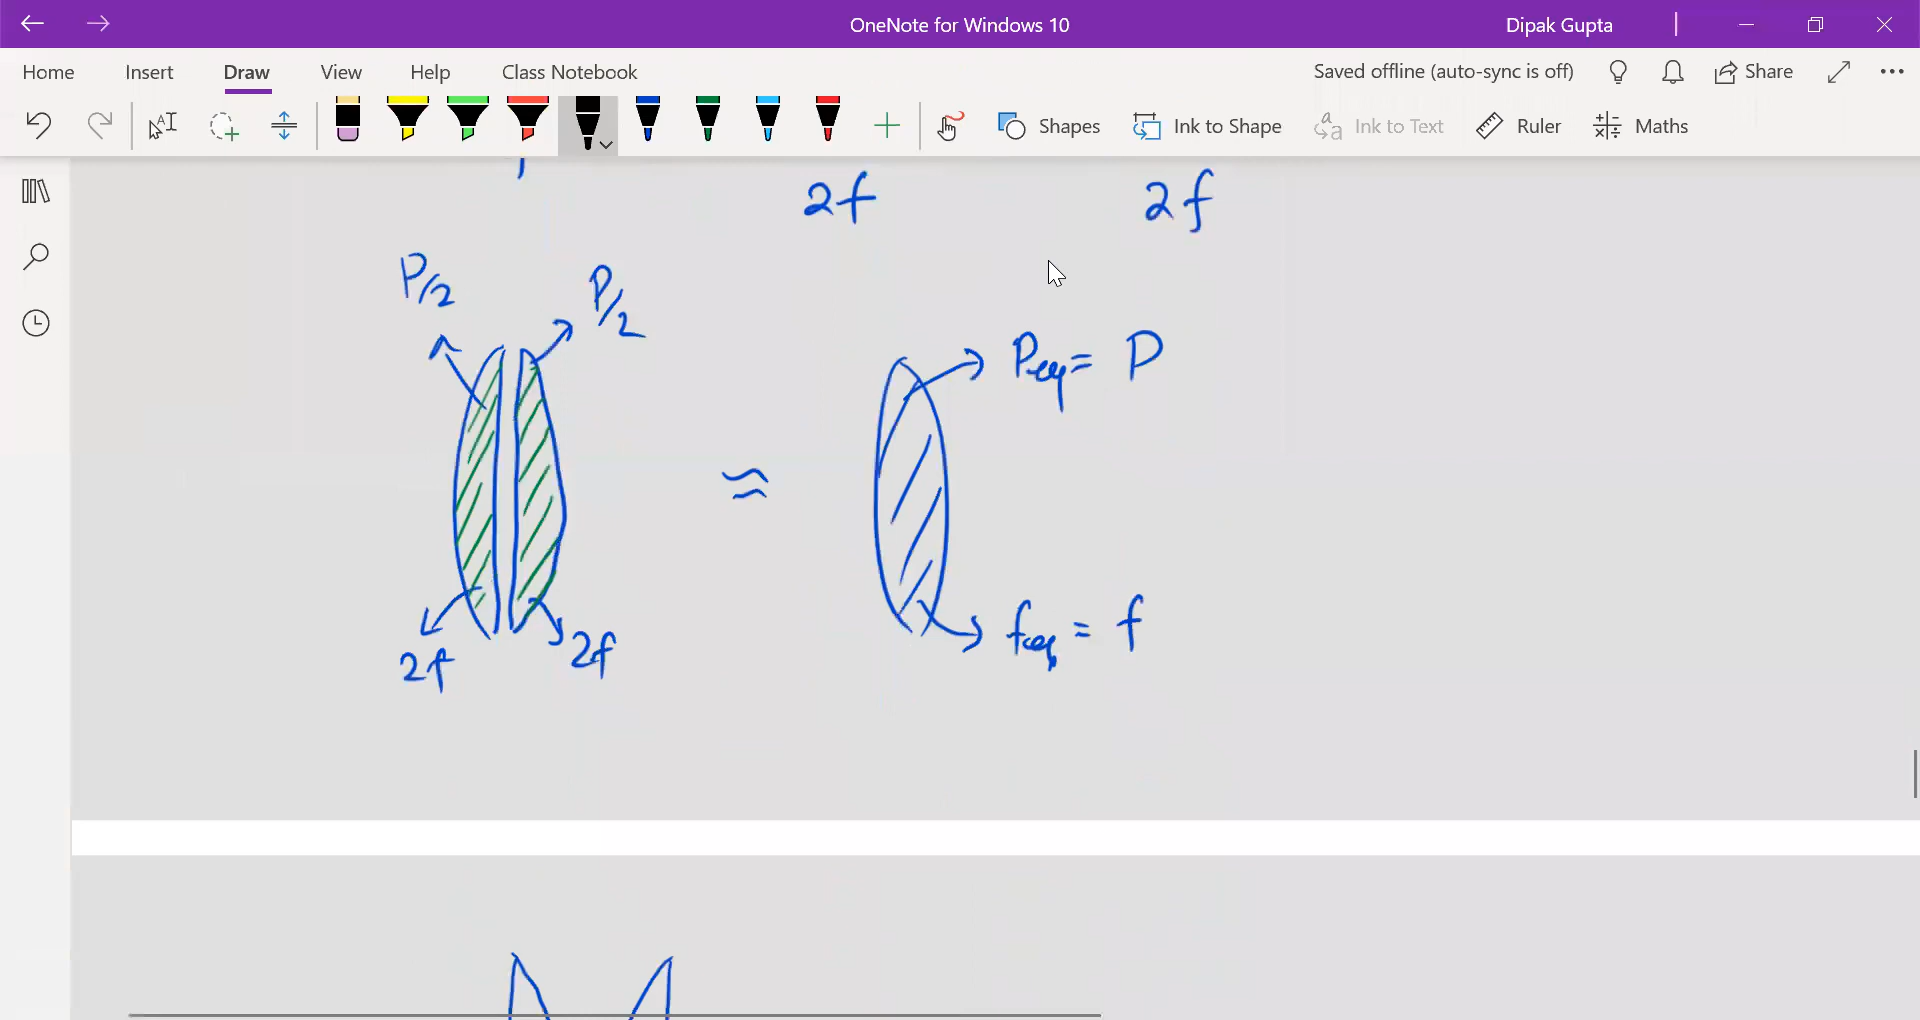 OneNote for Windows 10
Dipak Gupta
Home Insert Draw View Help Class Notebook
Saved offline (auto-sync is off)
Share
Shapes
Ink to Shape
Ink to Text
Ruler
Maths
2f 2f
P/2 P/2
Peq = P
≈
2f 2f
feq = f